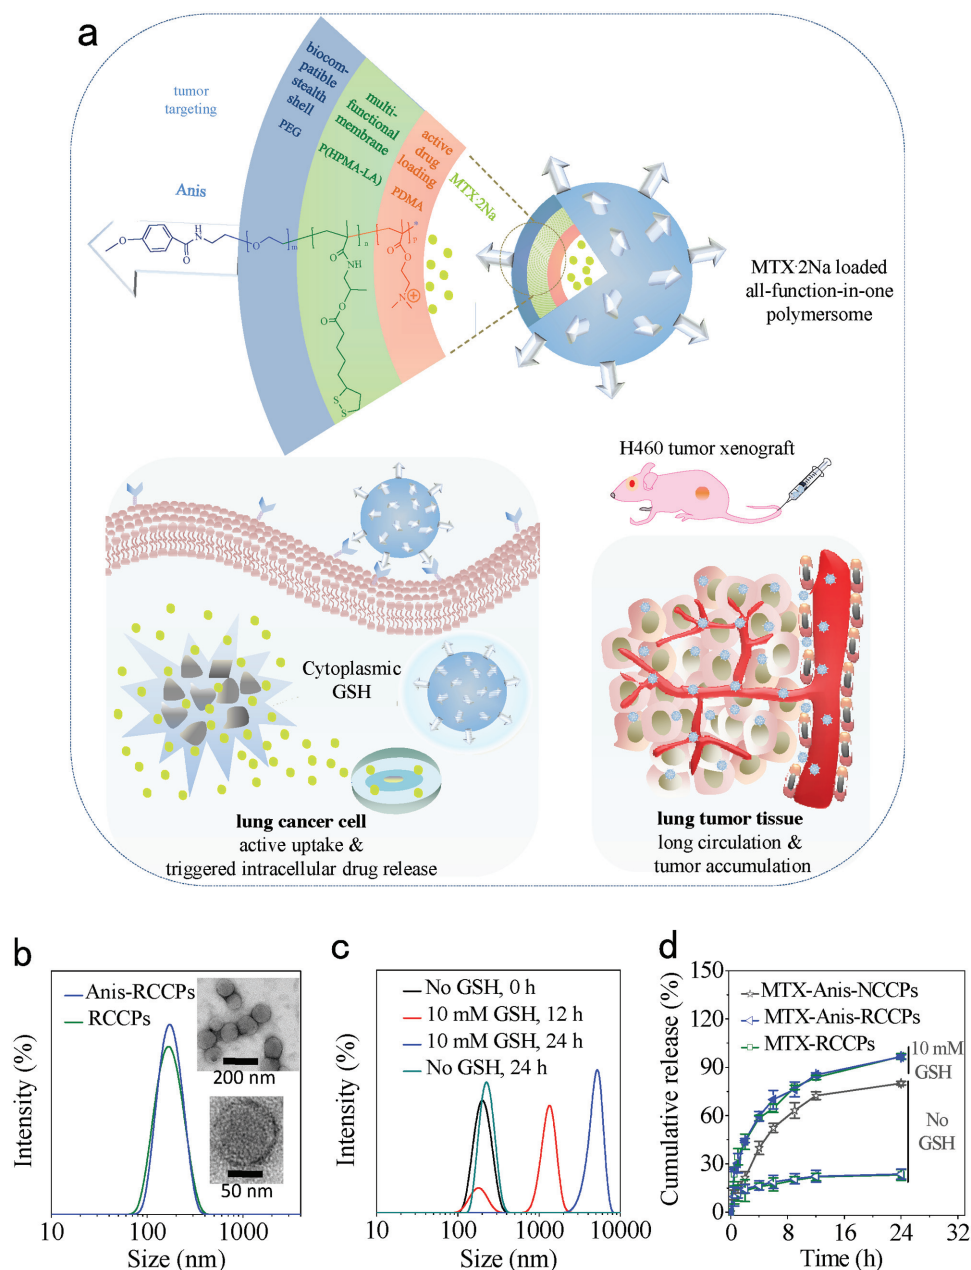 a
tumor
targeting
Anis
biocom-
patible
stealth
shell
PEG
multi-
functional
membrane
P(HPMA-LA)
active
drug
loading
PDMA
MTX·2Na
O
N
H
O
O
m
a
p
*
O
NH
O
O
O
N
+
S
S
MTX·2Na loaded
all-function-in-one
polymersome
H460 tumor xenograft
Cytoplasmic
GSH
lung cancer cell
active uptake &
triggered intracellular drug release
lung tumor tissue
long circulation &
tumor accumulation
b
Anis-RCCPs
RCCPs
200 nm
50 nm
Intensity (%)
10 100 1000
Size (nm)
c
No GSH, 0 h
10 mM GSH, 12 h
10 mM GSH, 24 h
No GSH, 24 h
Intensity (%)
10 100 1000 10000
Size (nm)
d
MTX-Anis-NCCPs
MTX-Anis-RCCPs
MTX-RCCPs
10 mM
GSH
No
GSH
Cumulative release (%)
150
120
90
60
30
0
0 8 16 24 32
Time (h)